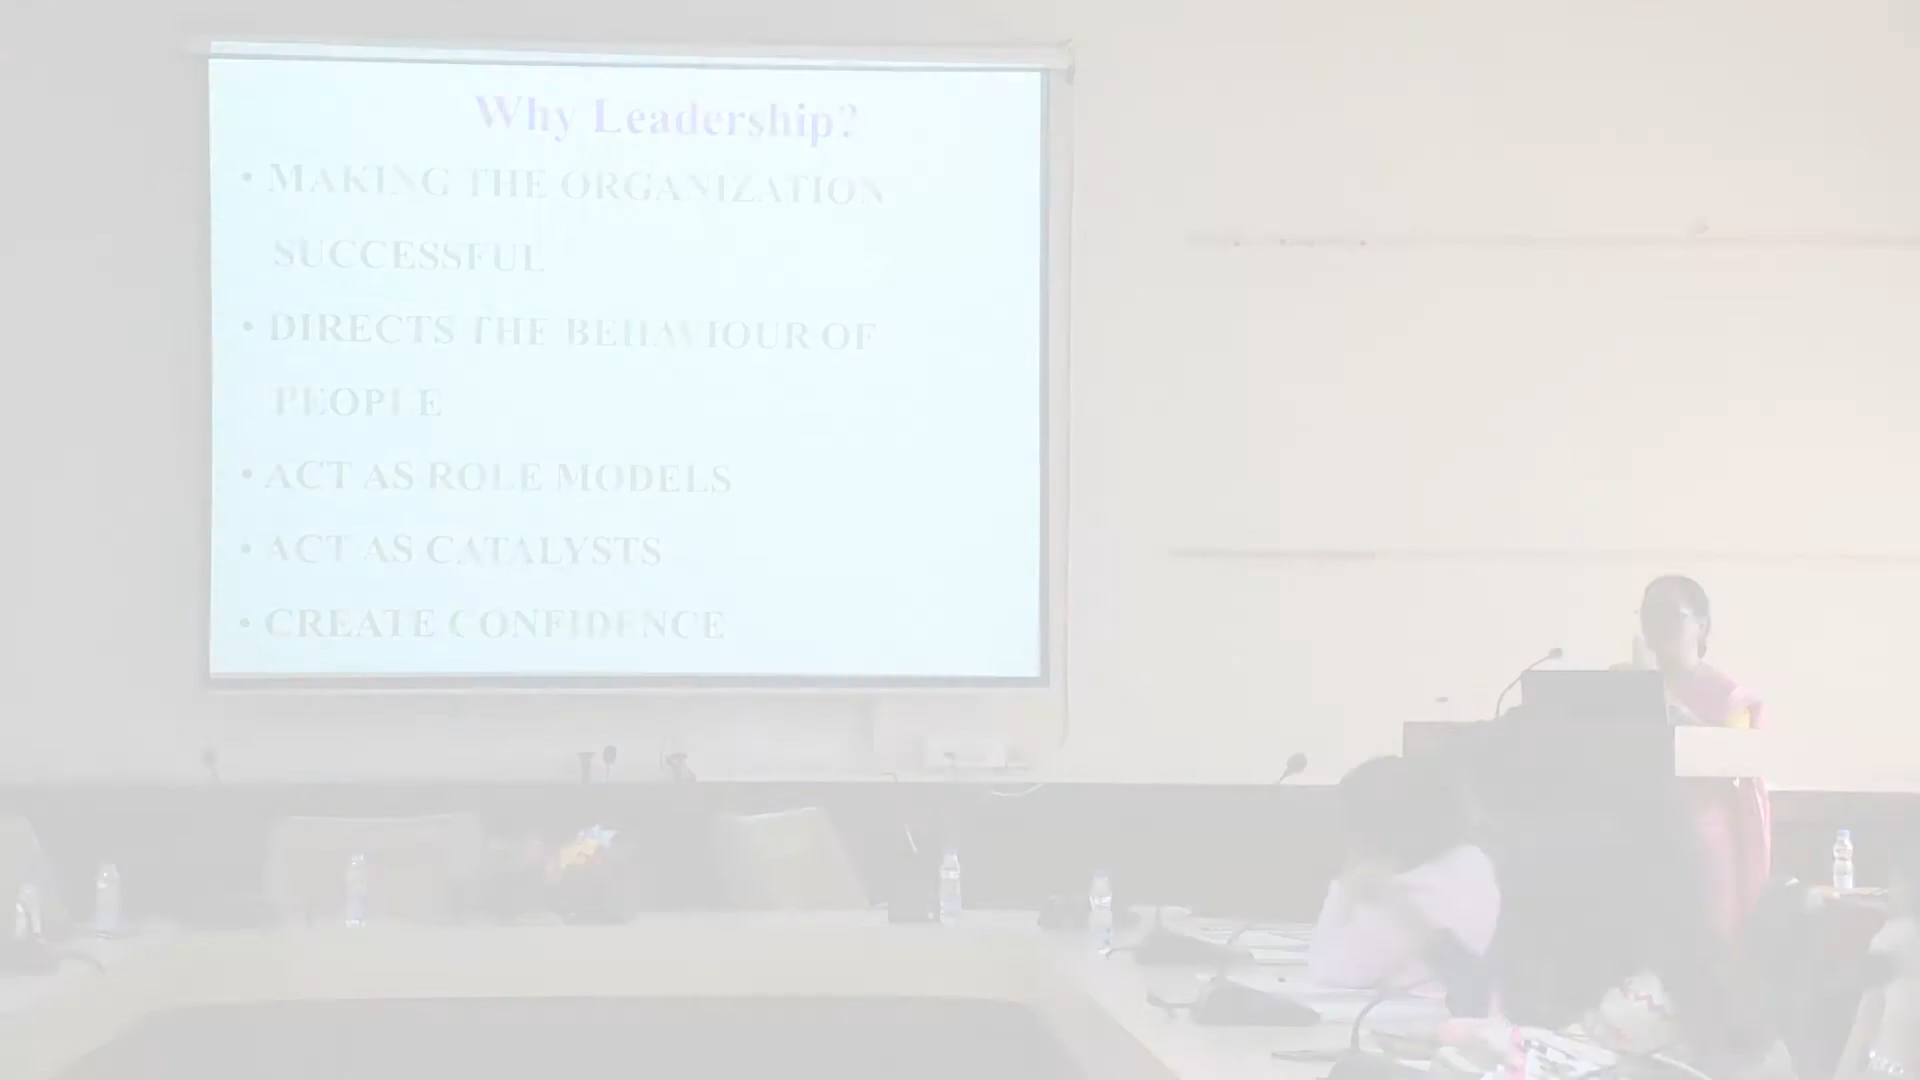 Why Leadership?
• MAKING THE ORGANIZATION
SUCCESSFUL
• DIRECTS THE BEHAVIOUR OF
PEOPLE
• ACT AS ROLE MODELS
• ACT AS CATALYSTS
• CREATE CONFIDENCE